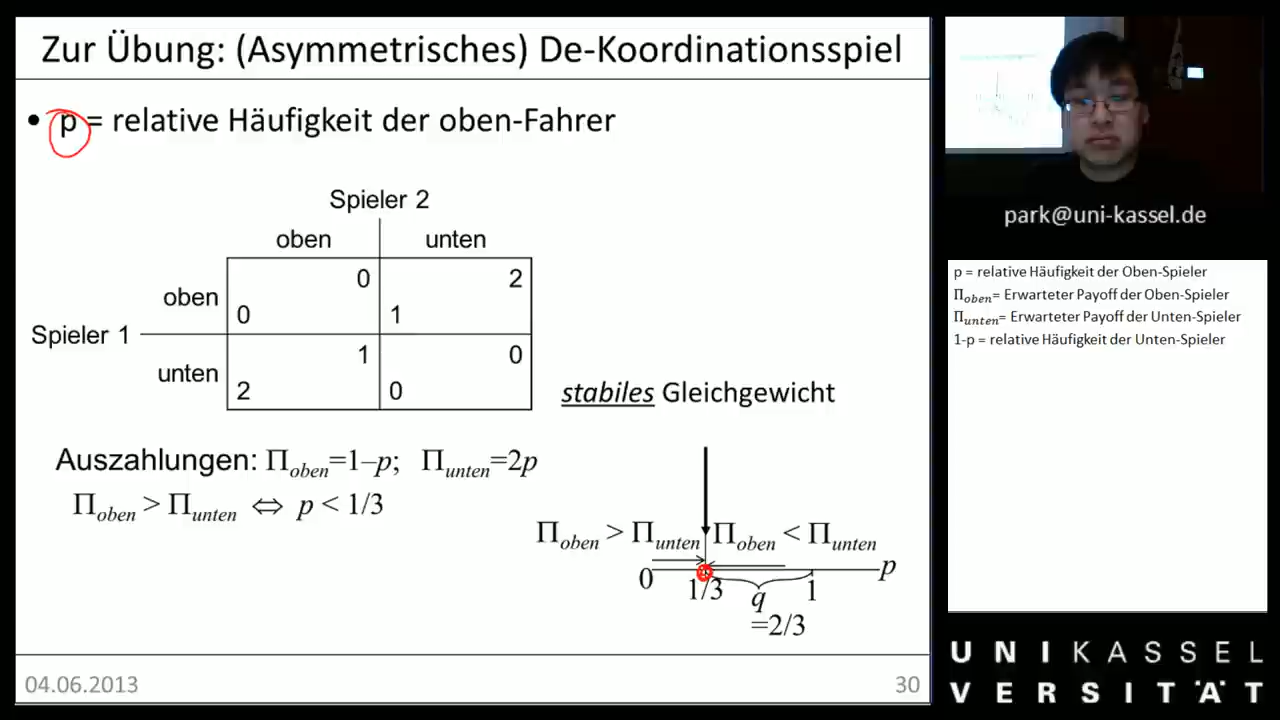 Zur Übung: (Asymmetrisches) De-Koordinationsspiel
• p = relative Häufigkeit der oben-Fahrer
Spieler 2
oben unten
oben 0 0 1 2
Spieler 1
unten 2 1 0 0
stabiles Gleichgewicht
Auszahlungen: Π_oben=1–p; Π_unten=2p
Π_oben > Π_unten ⇔ p < 1/3
Π_oben > Π_unten Π_oben < Π_unten
0 1/3 q 1 p
=2/3
04.06.2013 30
park@uni-kassel.de
p = relative Häufigkeit der Oben-Spieler
Π_oben= Erwarteter Payoff der Oben-Spieler
Π_unten= Erwarteter Payoff der Unten-Spieler
1-p = relative Häufigkeit der Unten-Spieler
UNIKASSEL
VERSITÄT